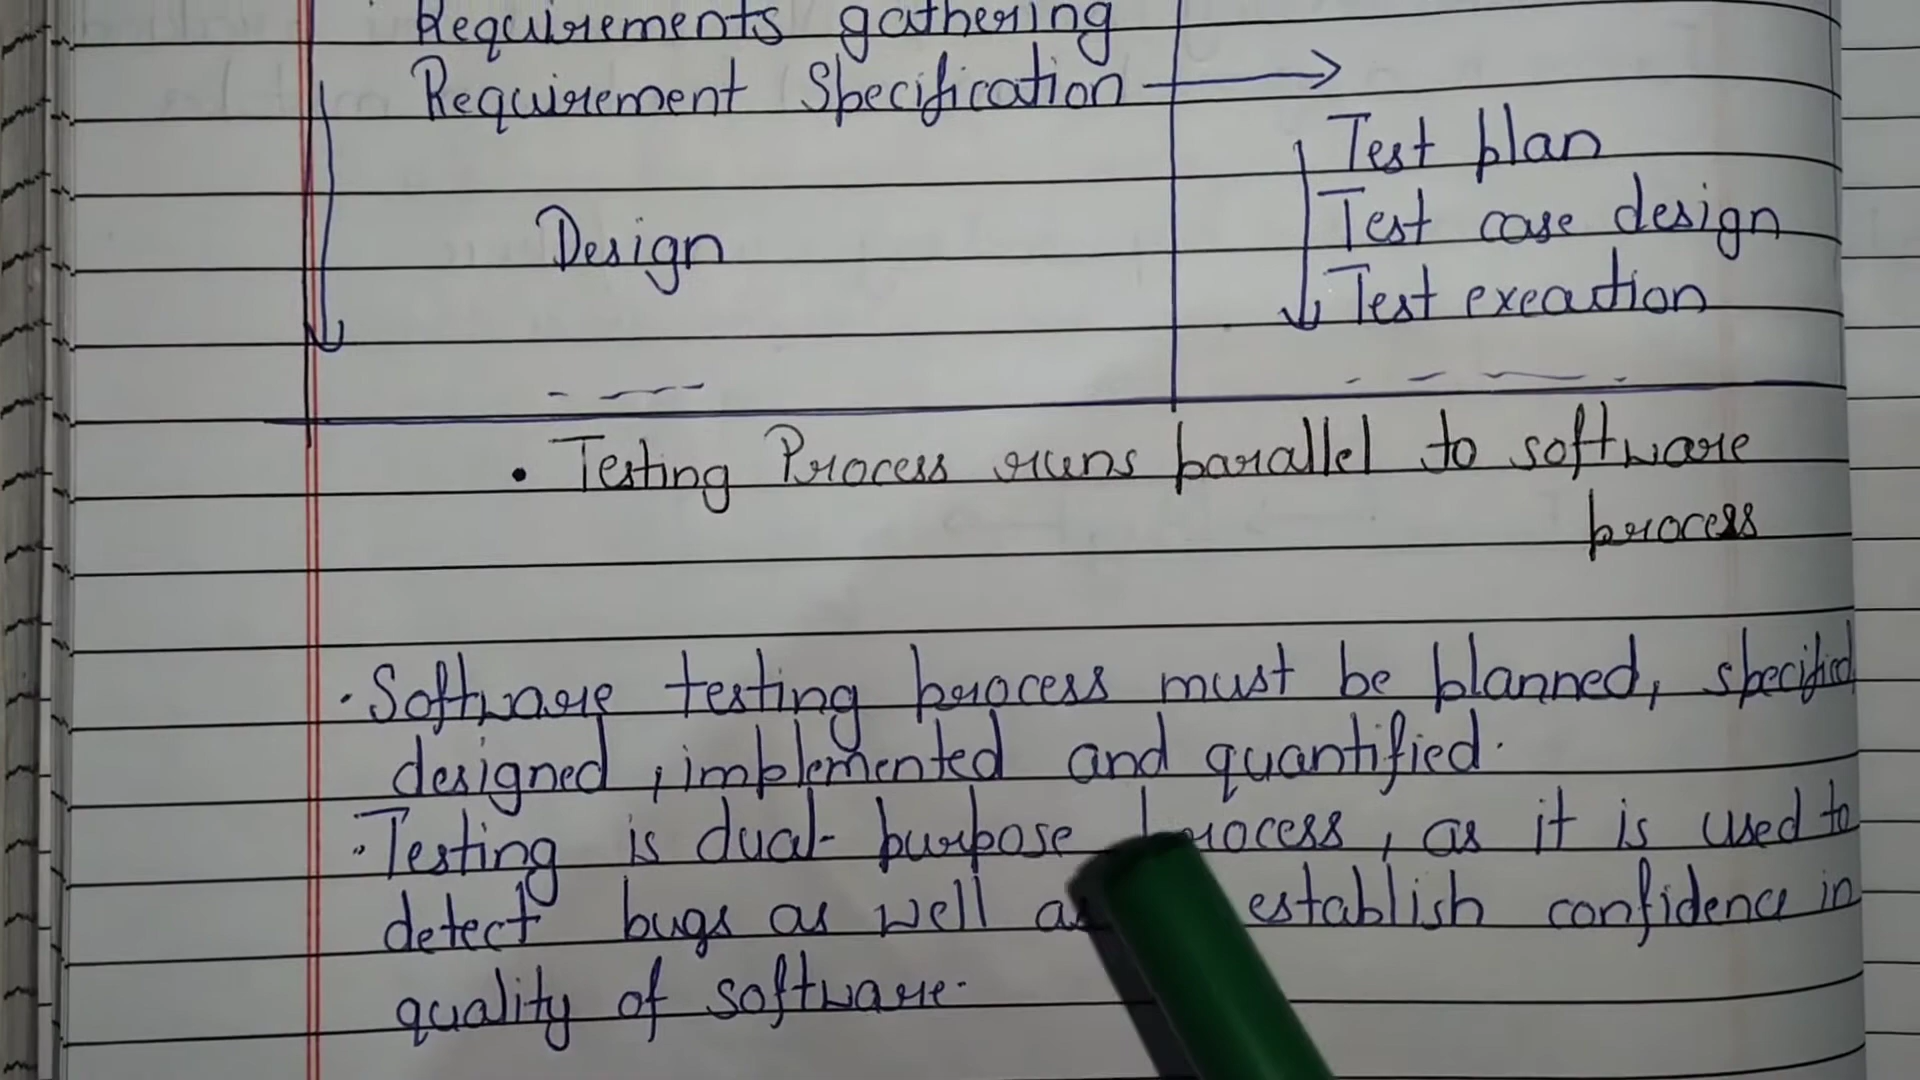 Requirements gathering
Requirement Specification
Test plan
Test case design
Design
Test execution
• Testing Process runs parallel to software
process
· Software testing process must be planned, specified
designed, implemented and quantified.
· Testing is dual-purpose process, as it is used to
detect bugs as well as establish confidence in
quality of software.